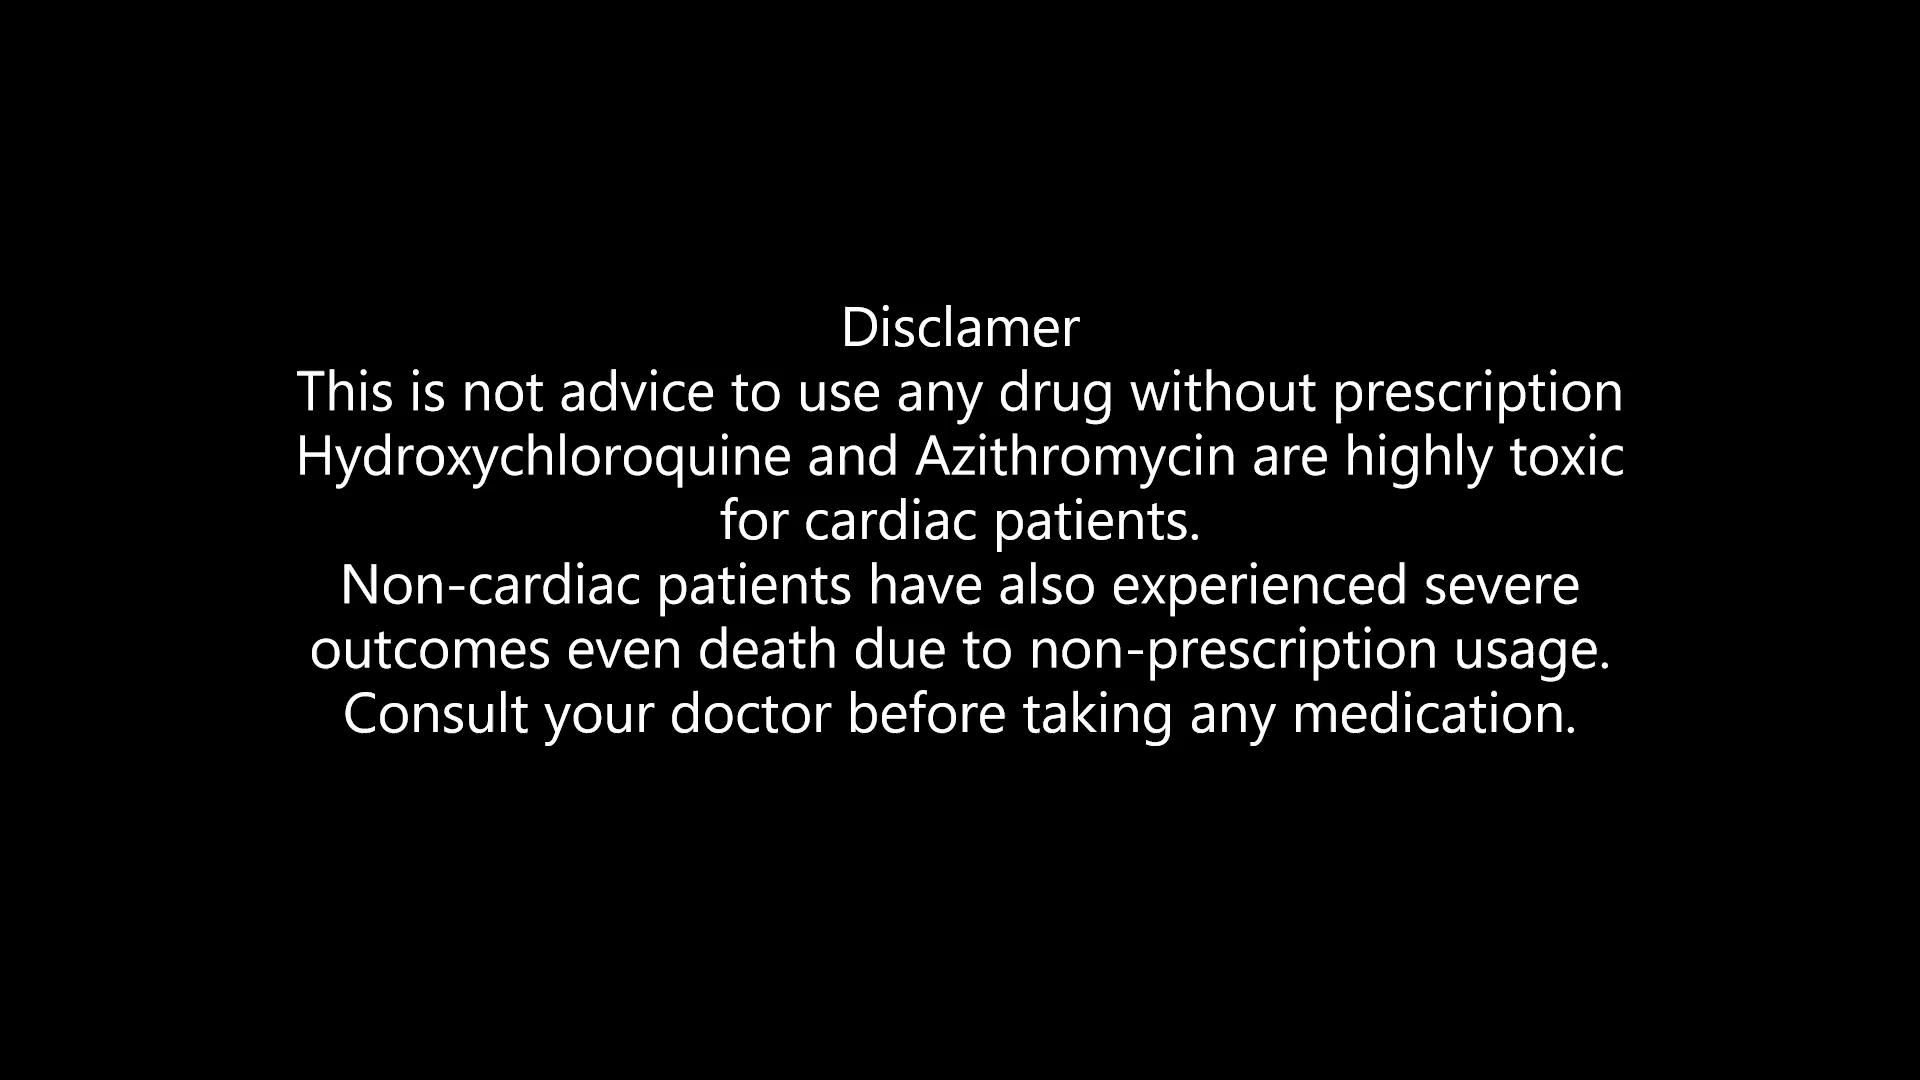 Disclamer
This is not advice to use any drug without prescription
Hydroxychloroquine and Azithromycin are highly toxic
for cardiac patients.
Non-cardiac patients have also experienced severe
outcomes even death due to non-prescription usage.
Consult your doctor before taking any medication.